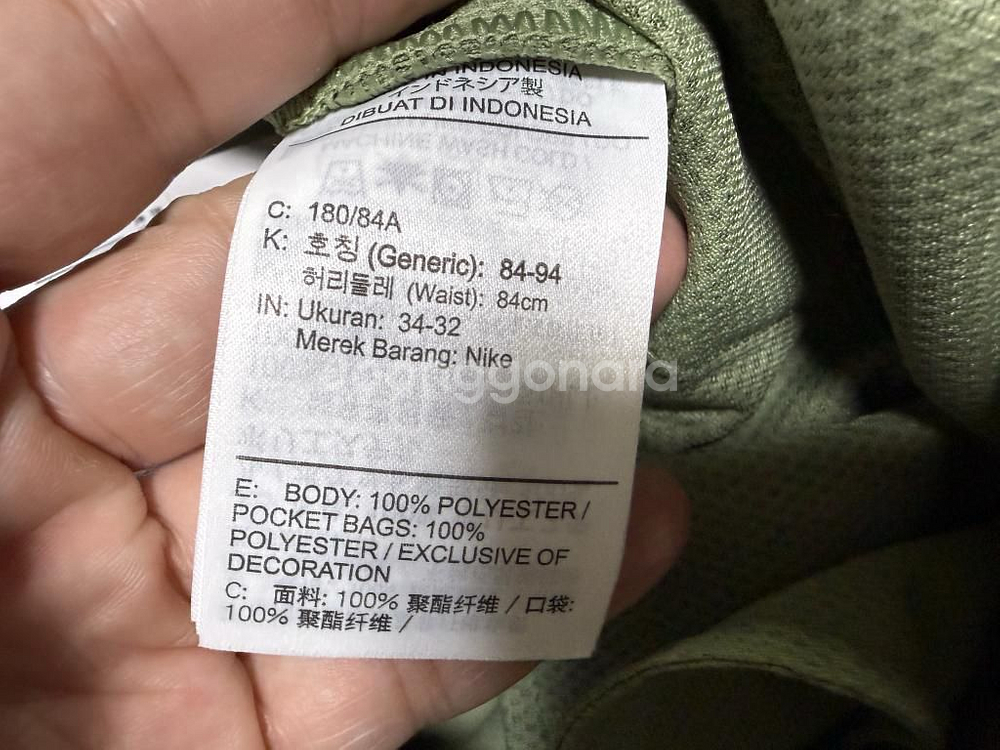 INDONESIA
インドネシア製
DIBUAT DI INDONESIA
C: 180/84A
K: 호칭 (Generic): 84-94
허리둘레 (Waist): 84cm
IN: Ukuran: 34-32
Merek Barang: Nike
ggonara
E: BODY: 100% POLYESTER /
POCKET BAGS: 100%
POLYESTER / EXCLUSIVE OF
DECORATION
C: 面料: 100% 聚酯纤维 / 口袋:
100% 聚酯纤维 /